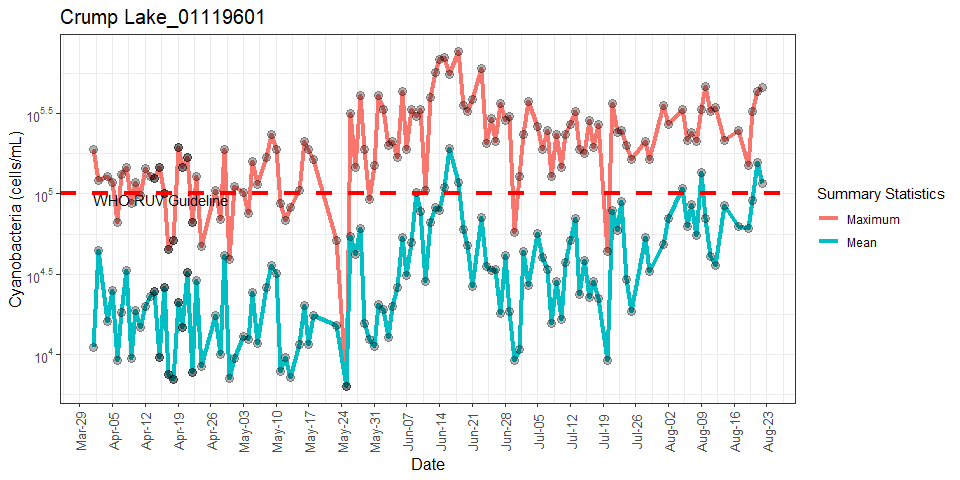 Crump Lake_01119601
Cyanobacteria (cells/mL)
10^5.5
10^5
10^4.5
10^4
WHO RUV Guideline
Mar-29
Apr-05
Apr-12
Apr-19
Apr-26
May-03
May-10
May-17
May-24
May-31
Jun-07
Jun-14
Jun-21
Jun-28
Jul-05
Jul-12
Jul-19
Jul-26
Aug-02
Aug-09
Aug-16
Aug-23
Date
Summary Statistics
Maximum
Mean